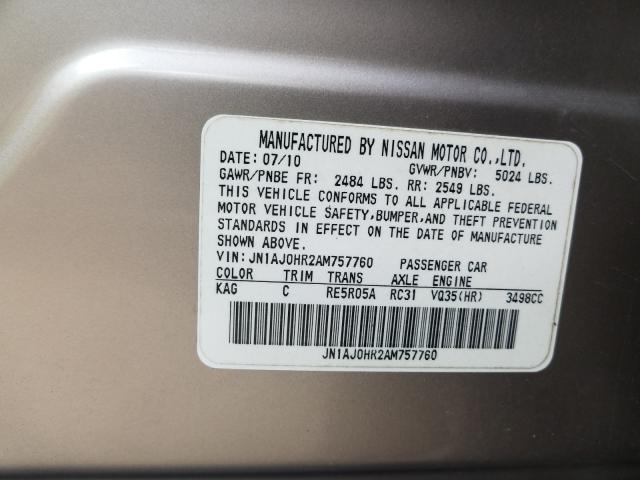 MANUFACTURED BY NISSAN MOTOR CO.,LTD.
DATE: 07/10 GVWR/PNBV: 5024 LBS.
GAWR/PNBE FR: 2484 LBS. RR: 2549 LBS.
THIS VEHICLE CONFORMS TO ALL APPLICABLE FEDERAL
MOTOR VEHICLE SAFETY,BUMPER,AND THEFT PREVENTION
STANDARDS IN EFFECT ON THE DATE OF MANUFACTURE
SHOWN ABOVE.
VIN: JN1AJ0HR2AM757760 PASSENGER CAR
COLOR TRIM TRANS AXLE ENGINE
KAG C RE5R05A RC31 VQ35(HR) 3498CC
JN1AJ0HR2AM757760